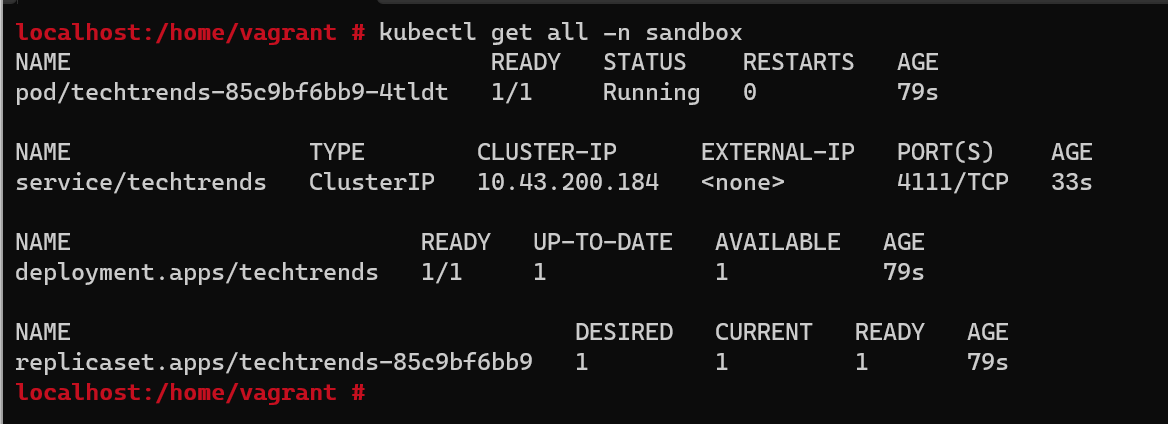 localhost:/home/vagrant # kubectl get all -n sandbox
NAME                              READY   STATUS    RESTARTS   AGE
pod/techtrends-85c9bf6bb9-4tldt   1/1     Running   0          79s

NAME                 TYPE        CLUSTER-IP      EXTERNAL-IP   PORT(S)    AGE
service/techtrends   ClusterIP   10.43.200.184   <none>        4111/TCP   33s

NAME                         READY   UP-TO-DATE   AVAILABLE   AGE
deployment.apps/techtrends   1/1     1            1           79s

NAME                                    DESIRED   CURRENT   READY   AGE
replicaset.apps/techtrends-85c9bf6bb9   1         1         1       79s
localhost:/home/vagrant #